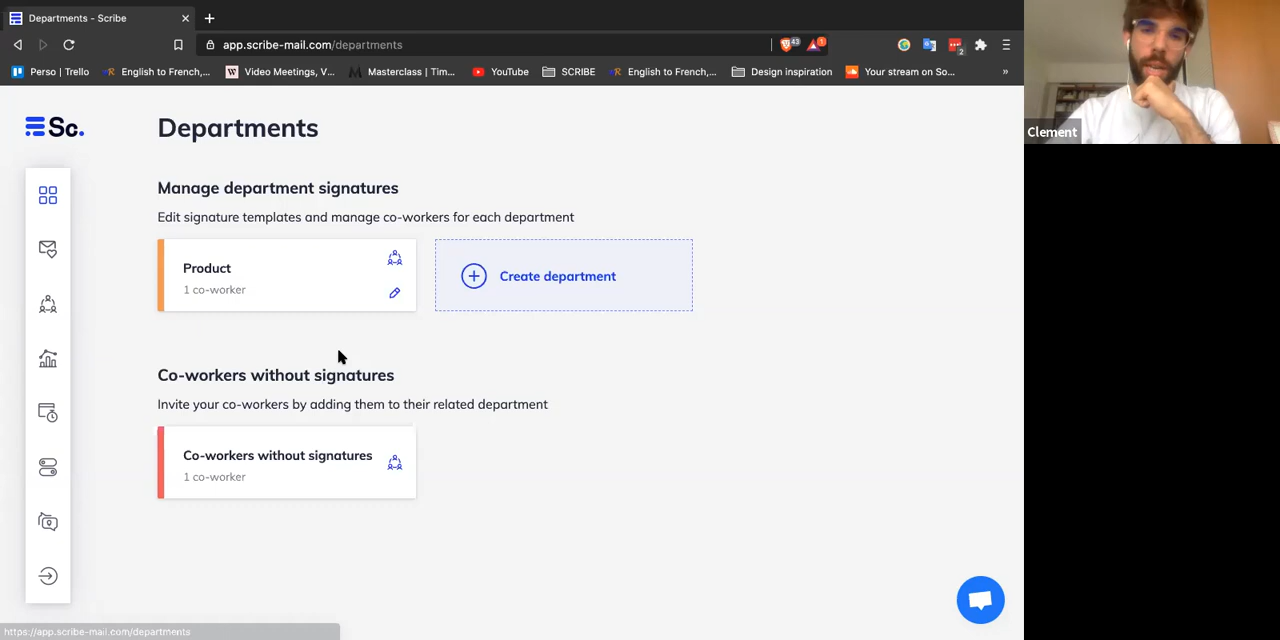 Departments - Scribe
app.scribe-mail.com/departments
43
1
2
Perso | Trello
English to French,...
Video Meetings, V...
Masterclass | Tim...
YouTube
SCRIBE
English to French,...
Design inspiration
Your stream on So...
»
Sc.
Departments
Manage department signatures
Edit signature templates and manage co-workers for each department
Product
1 co-worker
Create department
Co-workers without signatures
Invite your co-workers by adding them to their related department
Co-workers without signatures
1 co-worker
https://app.scribe-mail.com/departments
Clement